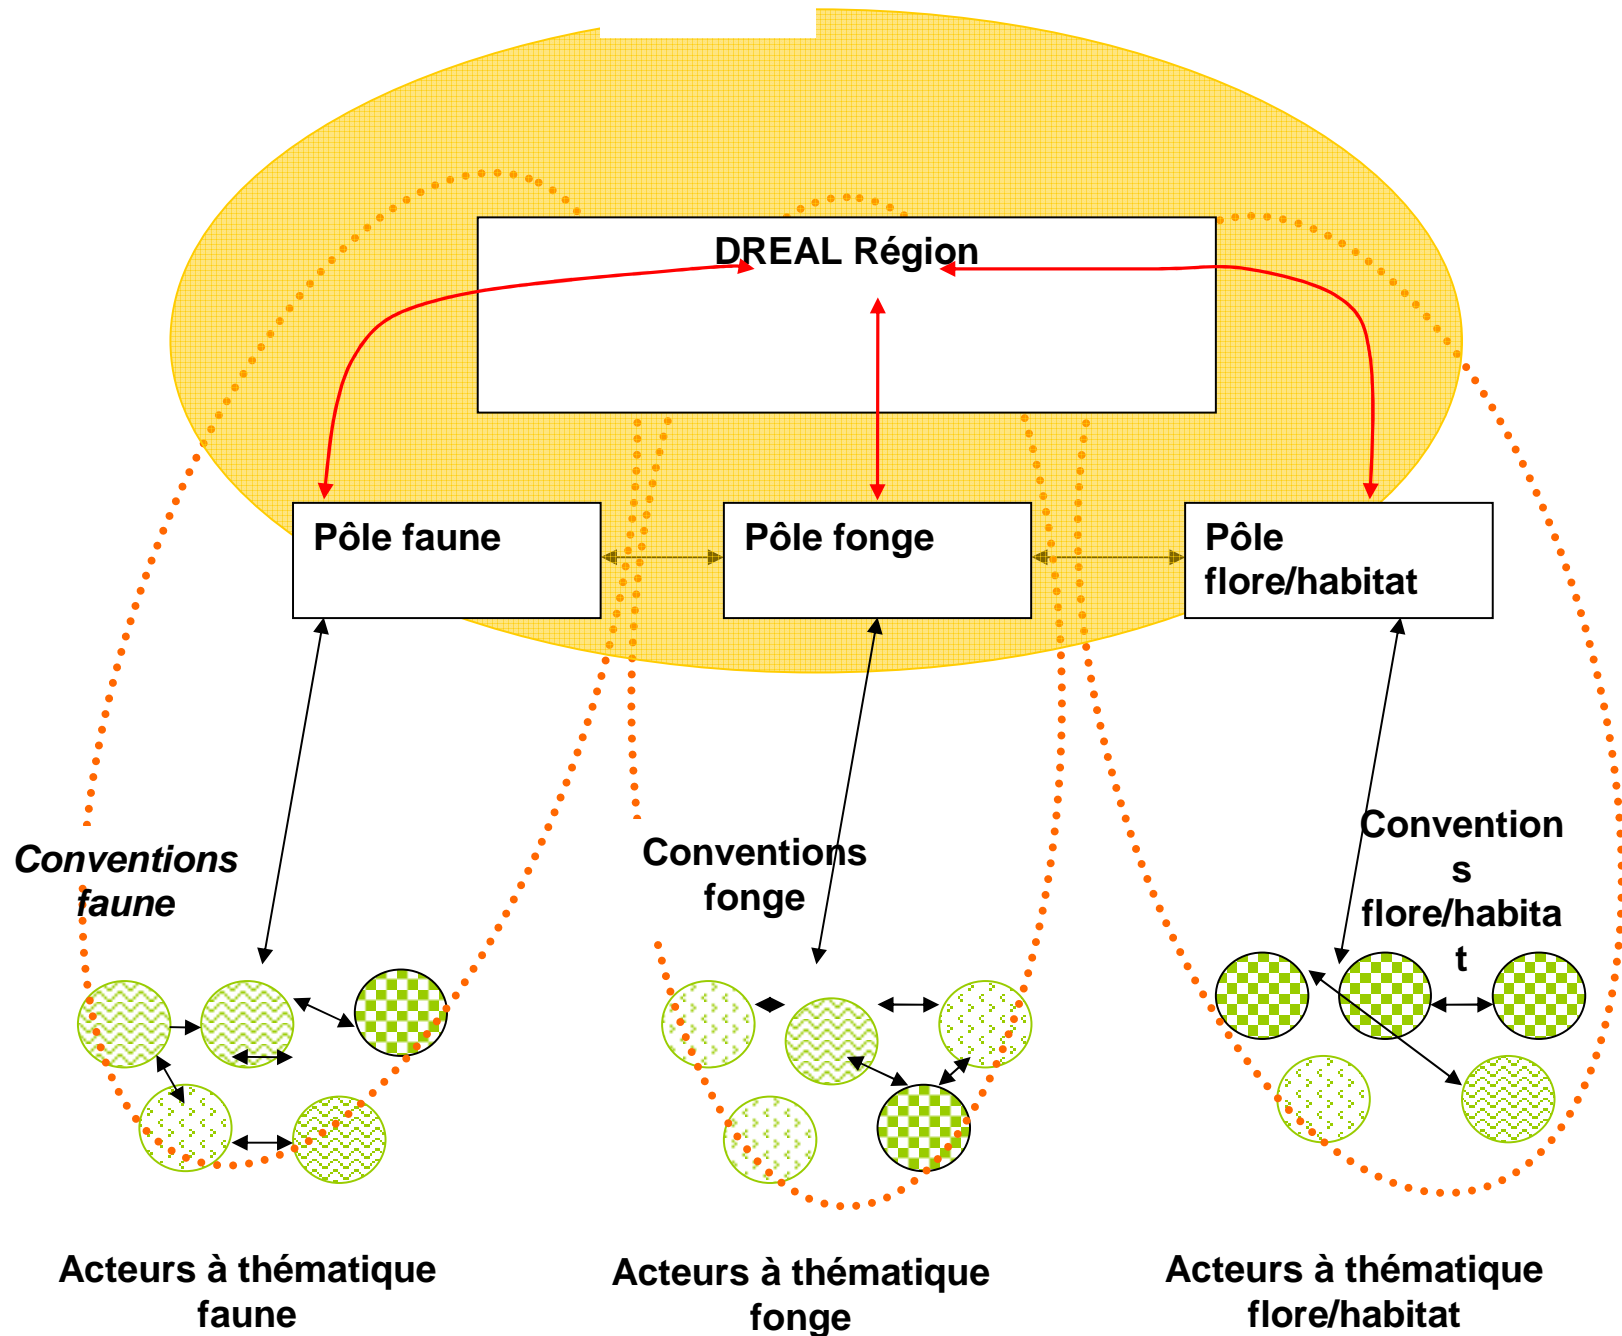 DREAL Région
Pôle faune
Pôle fonge
Pôle
flore/habitat
Conventions
faune
Conventions
fonge
Convention
s
flore/habita
t
Acteurs à thématique
faune
Acteurs à thématique
fonge
Acteurs à thématique
flore/habitat